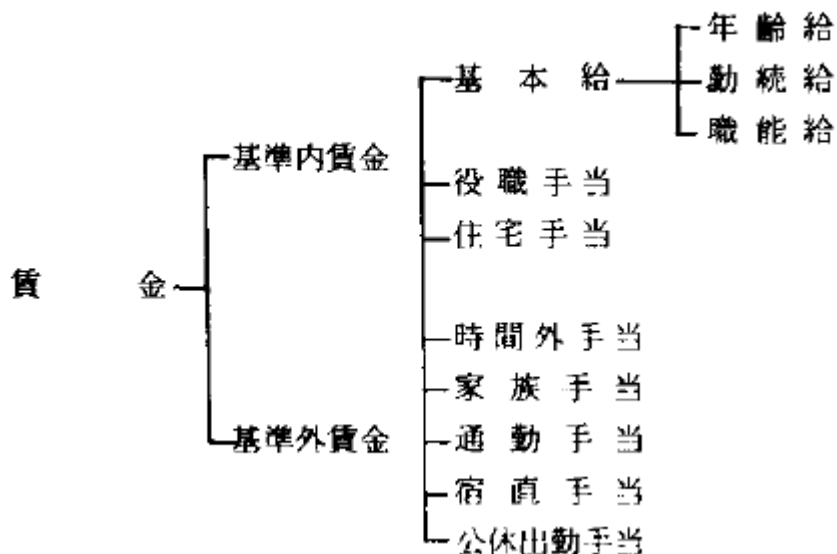 年齢給
基本給
勤続給
職能給
基準内賃金
役職手当
住宅手当
賃金
時間外手当
家族手当
基準外賃金
通勤手当
宿直手当
公休出勤手当